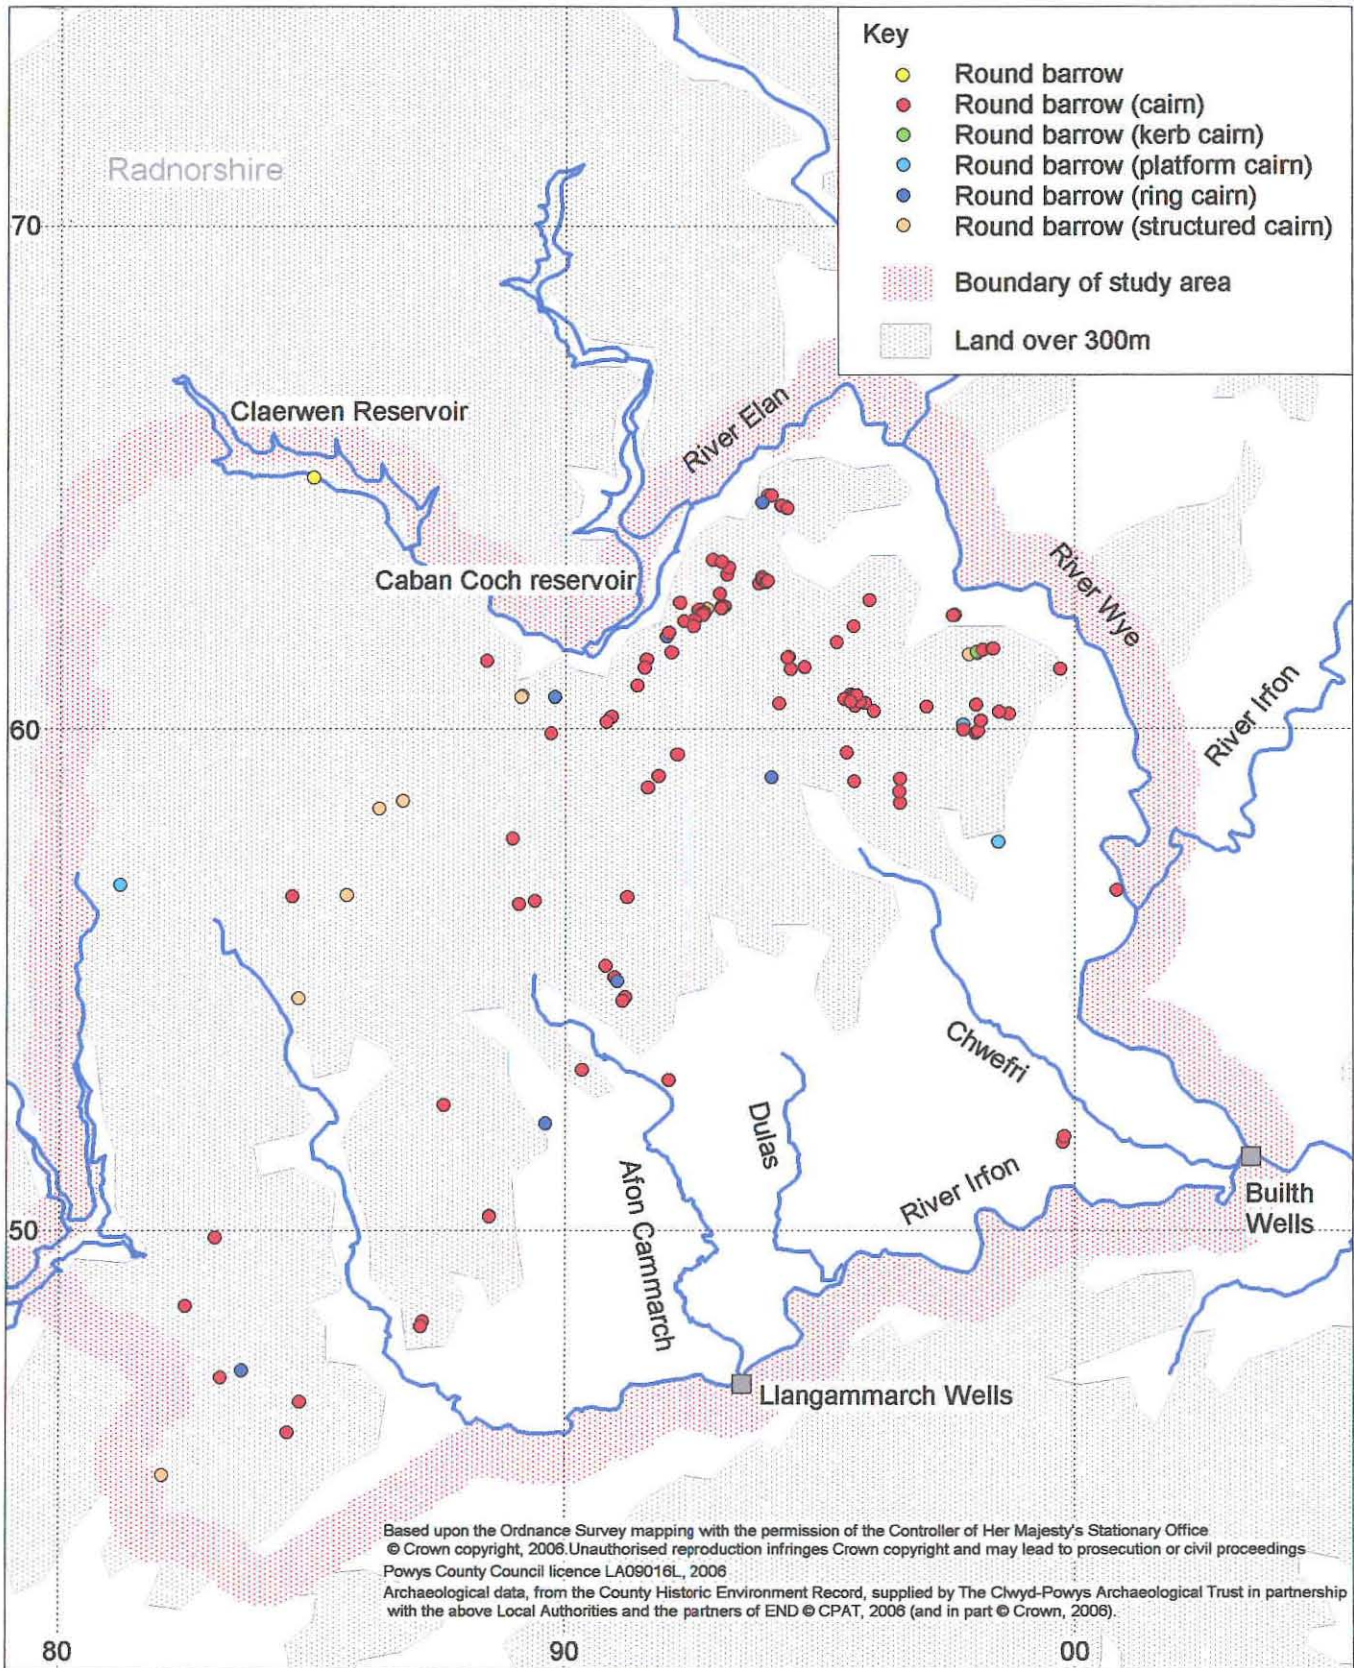 Key
Round barrow
Round barrow (cairn)
Round barrow (kerb cairn)
Round barrow (platform cairn)
Round barrow (ring cairn)
Round barrow (structured cairn)
Boundary of study area
Land over 300m
Radnorshire
70
Claerwen Reservoir
River Elan
Caban Coch reservoir
River Wye
River Irfon
60
Chwefri
Dulas
Afon Cammarch
River Irfon
Builth
Wells
50
Llangammarch Wells
Based upon the Ordnance Survey mapping with the permission of the Controller of Her Majesty's Stationary Office
© Crown copyright, 2006.Unauthorised reproduction infringes Crown copyright and may lead to prosecution or civil proceedings
Powys County Council licence LA09016L, 2006
Archaeological data, from the County Historic Environment Record, supplied by The Clwyd-Powys Archaeological Trust in partnership
with the above Local Authorities and the partners of END © CPAT, 2006 (and in part © Crown, 2006).
80
90
00